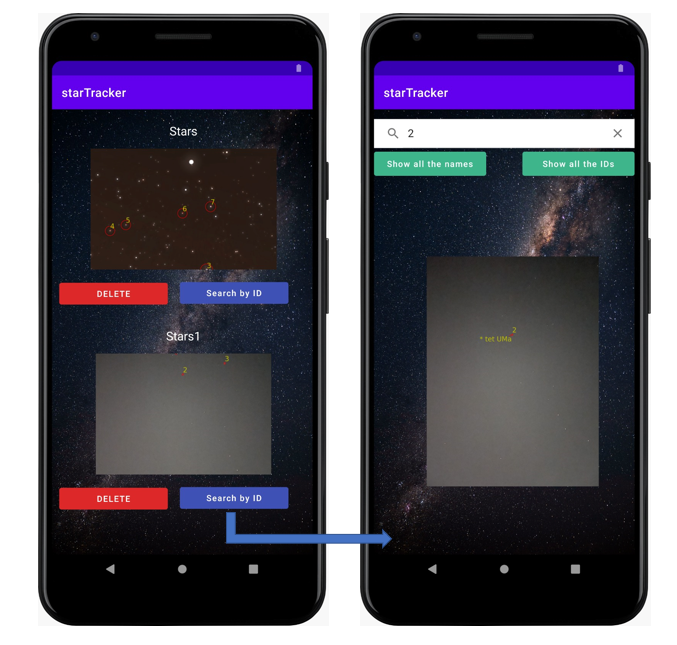 starTracker
Stars
7
6
5
4
3
DELETE
Search by ID
Stars1
3
2
DELETE
Search by ID
starTracker
2
Show all the names
Show all the IDs
2
* tet UMa